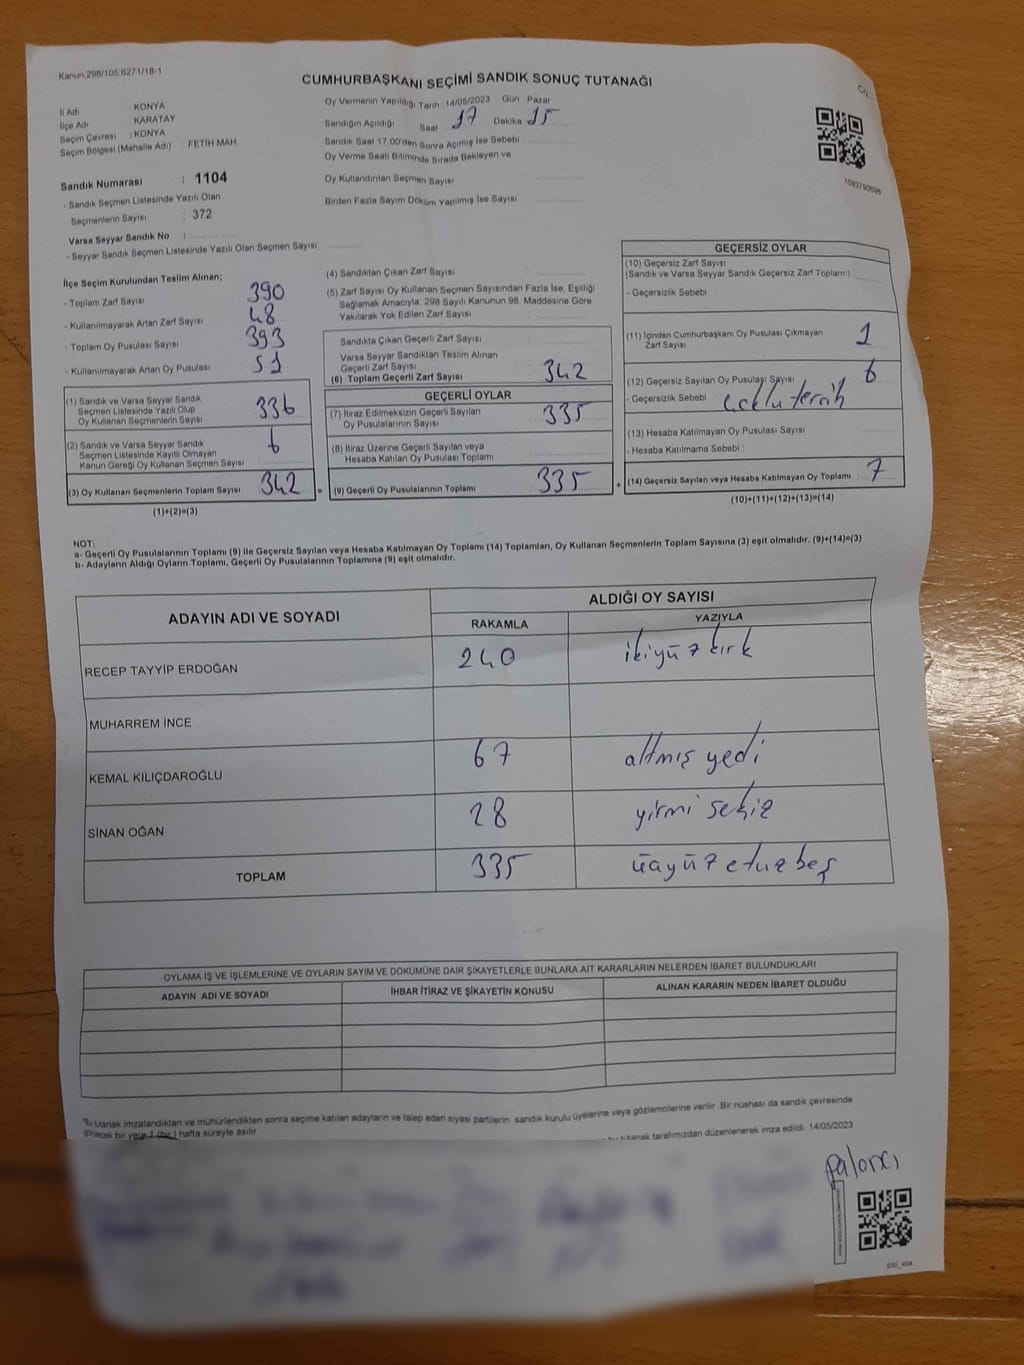 Kanun:298/105;6271/18-1
CUMHURBAŞKANI SEÇİMİ SANDIK SONUÇ TUTANAĞI
İl Adı KONYA
İlçe Adı KARATAY
Seçim Çevresi : KONYA
Seçim Bölgesi (Mahalle Adı) : FETİH MAH.
Sandık Numarası : 1104
- Sandık Seçmen Listesinde Yazılı Olan
Seçmenlerin Sayısı : 372
Varsa Seyyar Sandık No :
- Seyyar Sandık Seçmen Listesinde Yazılı Olan Seçmen Sayısı:
Oy Vermenin Yapıldığı Tarih :14/05/2023 Gün Pazar
Sandığın Açıldığı Saat 17 Dakika 15
Sandık Saat 17:00'den Sonra Açımış İse Sebebi :
Oy Verme Saati Bitiminde Sırada Bekleyen ve
Oy Kullandırılan Seçmen Sayısı :
Birden Fazla Sayım Döküm Yapılmış İse Sayısı :
1093790698
İlçe Seçim Kurulundan Teslim Alınan;
- Toplam Zarf Sayısı 390
- Kullanılmayarak Artan Zarf Sayısı 48
- Toplam Oy Pusulası Sayısı 393
- Kullanılmayarak Artan Oy Pusulası 51
(1) Sandık ve Varsa Seyyar Sandık
Seçmen Listesinde Yazılı Olup
Oy Kullanan Seçmenlerin Sayısı 336
(2) Sandık ve Varsa Seyyar Sandık
Seçmen Listesinde Kayıtlı Olmayan
Kanun Gereği Oy Kullanan Seçmen Sayısı 6
(3) Oy Kullanan Seçmenlerin Toplam Sayısı 342
(1)+(2)=(3)
(4) Sandıktan Çıkan Zarf Sayısı :
(5) Zarf Sayısı Oy Kullanan Seçmen Sayısından Fazla İse, Eşitliği
Sağlamak Amacıyla; 298 Sayılı Kanunun 98. Maddesine Göre
Yakılarak Yok Edilen Zarf Sayısı :
Sandıkta Çıkan Geçerli Zarf Sayısı :
Varsa Seyyar Sandıktan Teslim Alınan
Geçerli Zarf Sayısı :
(6) Toplam Geçerli Zarf Sayısı 342
GEÇERLİ OYLAR
(7) İtiraz Edilmeksizin Geçerli Sayılan
Oy Pusulalarının Sayısı 335
(8) İtiraz Üzerine Geçerli Sayılan veya
Hesaba Katılan Oy Pusulası Toplamı
= (9) Geçerli Oy Pusulalarının Toplamı 335
GEÇERSİZ OYLAR
(10) Geçersiz Zarf Sayısı
(Sandık ve Varsa Seyyar Sandık Geçersiz Zarf Toplamı)
- Geçersizlik Sebebi :
(11) İçinden Cumhurbaşkanı Oy Pusulası Çıkmayan
Zarf Sayısı 1
(12) Geçersiz Sayılan Oy Pusulası Sayısı 6
- Geçersizlik Sebebi tercih
(13) Hesaba Katılmayan Oy Pusulası Sayısı :
- Hesaba Katılmama Sebebi :
+ (14) Geçersiz Sayılan veya Hesaba Katılmayan Oy Toplamı : 7
(10)+(11)+(12)+(13)=(14)
NOT:
a- Geçerli Oy Pusulalarının Toplamı (9) ile Geçersiz Sayılan veya Hesaba Katılmayan Oy Toplamı (14) Toplamları, Oy Kullanan Seçmenlerin Toplam Sayısına (3) eşit olmalıdır. (9)+(14)=(3)
b- Adayların Aldığı Oyların Toplamı, Geçerli Oy Pusulalarının Toplamına (9) eşit olmalıdır.
ADAYIN ADI VE SOYADI ALDIĞI OY SAYISI
RAKAMLA YAZIYLA
RECEP TAYYİP ERDOĞAN 240 ikiyüz kırk
MUHARREM İNCE
KEMAL KILIÇDAROĞLU 67 altmış yedi
SİNAN OĞAN 28 yirmi sekiz
TOPLAM 335 üçyüz otuz beş
OYLAMA İŞ VE İŞLEMLERİNE VE OYLARIN SAYIM VE DÖKÜMÜNE DAİR ŞİKAYETLERLE BUNLARA AİT KARARLARIN NELERDEN İBARET BULUNDUKLARI
ADAYIN ADI VE SOYADI İHBAR İTİRAZ VE ŞİKAYETİN KONUSU ALINAN KARARIN NEDEN İBARET OLDUĞU
imzalandıktan ve mühürlendikten sonra seçime katılan adayların ve talep eden siyasi partilerin sandık kurulu üyelerine veya gözlemcilerine verilir. Bir nüshası da sandık çevresinde
bir yere 1 (bir) hafta süreyle asılır. tutanak tarafımızdan düzenlenerek imza edildi. 14/05/2023